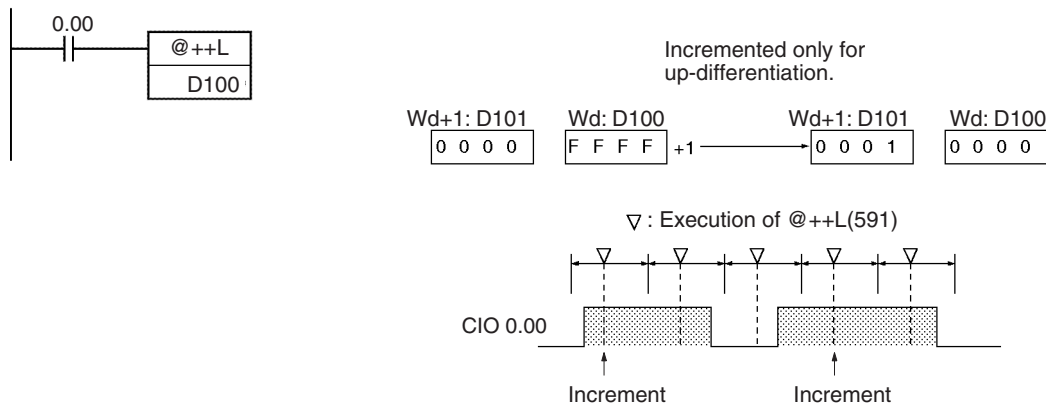 0.00
@++L
D100
Incremented only for
up-differentiation.
Wd+1: D101 Wd: D100 Wd+1: D101 Wd: D100
0 0 0 0 F F F F +1 0 0 0 1 0 0 0 0
▽ : Execution of @++L(591)
CIO 0.00
Increment Increment